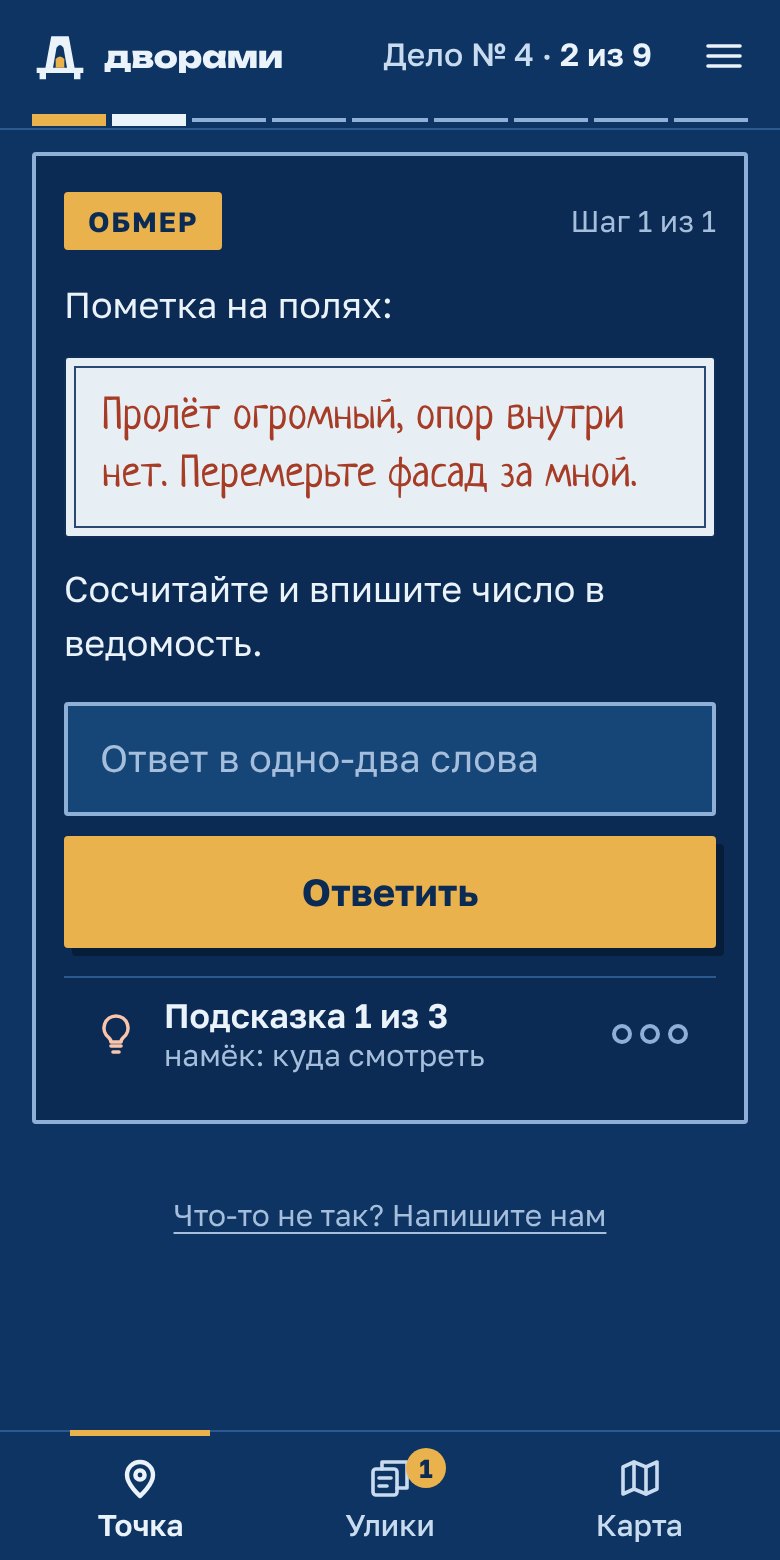 дворами
Дело № 4 · 2 из 9
ОБМЕР
Шаг 1 из 1
Пометка на полях:
Пролёт огромный, опор внутри
нет. Перемерьте фасад за мной.
Сосчитайте и впишите число в
ведомость.
Ответ в одно-два слова
Ответить
Подсказка 1 из 3
намёк: куда смотреть
Что-то не так? Напишите нам
1
Точка
Улики
Карта